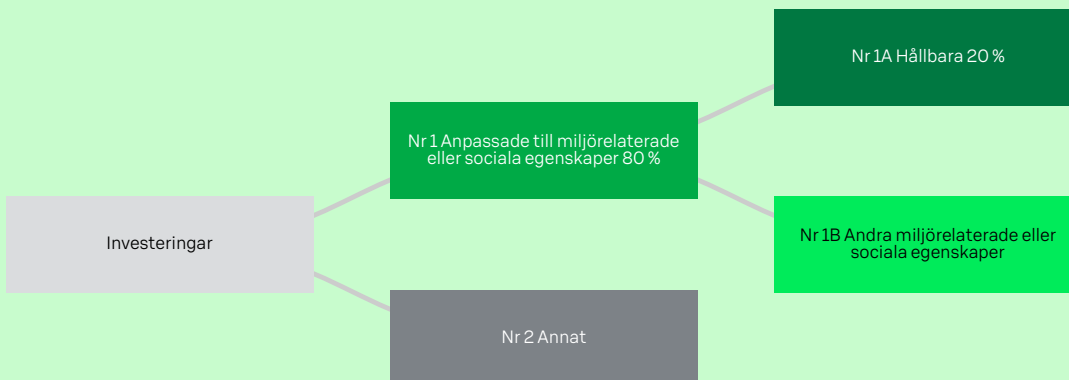 Nr 1A Hållbara 20 %
Nr 1 Anpassade till miljörelaterade
eller sociala egenskaper 80 %
Investeringar
Nr 1B Andra miljörelaterade eller
sociala egenskaper
Nr 2 Annat